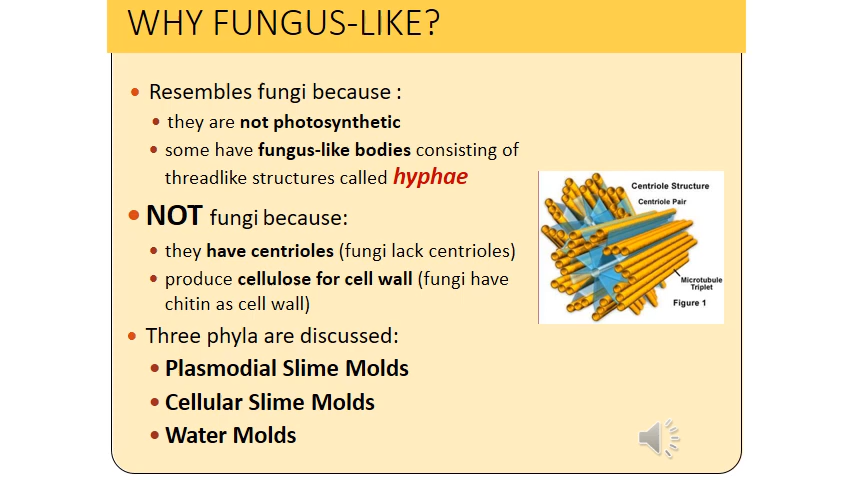 WHY FUNGUS-LIKE?
Resembles fungi because :
they are not photosynthetic
some have fungus-like bodies consisting of
threadlike structures called hyphae
NOT fungi because:
they have centrioles (fungi lack centrioles)
produce cellulose for cell wall (fungi have
chitin as cell wall)
Three phyla are discussed:
Plasmodial Slime Molds
Cellular Slime Molds
Water Molds
Centriole Structure
Centriole Pair
Microtubule
Triplet
Figure 1